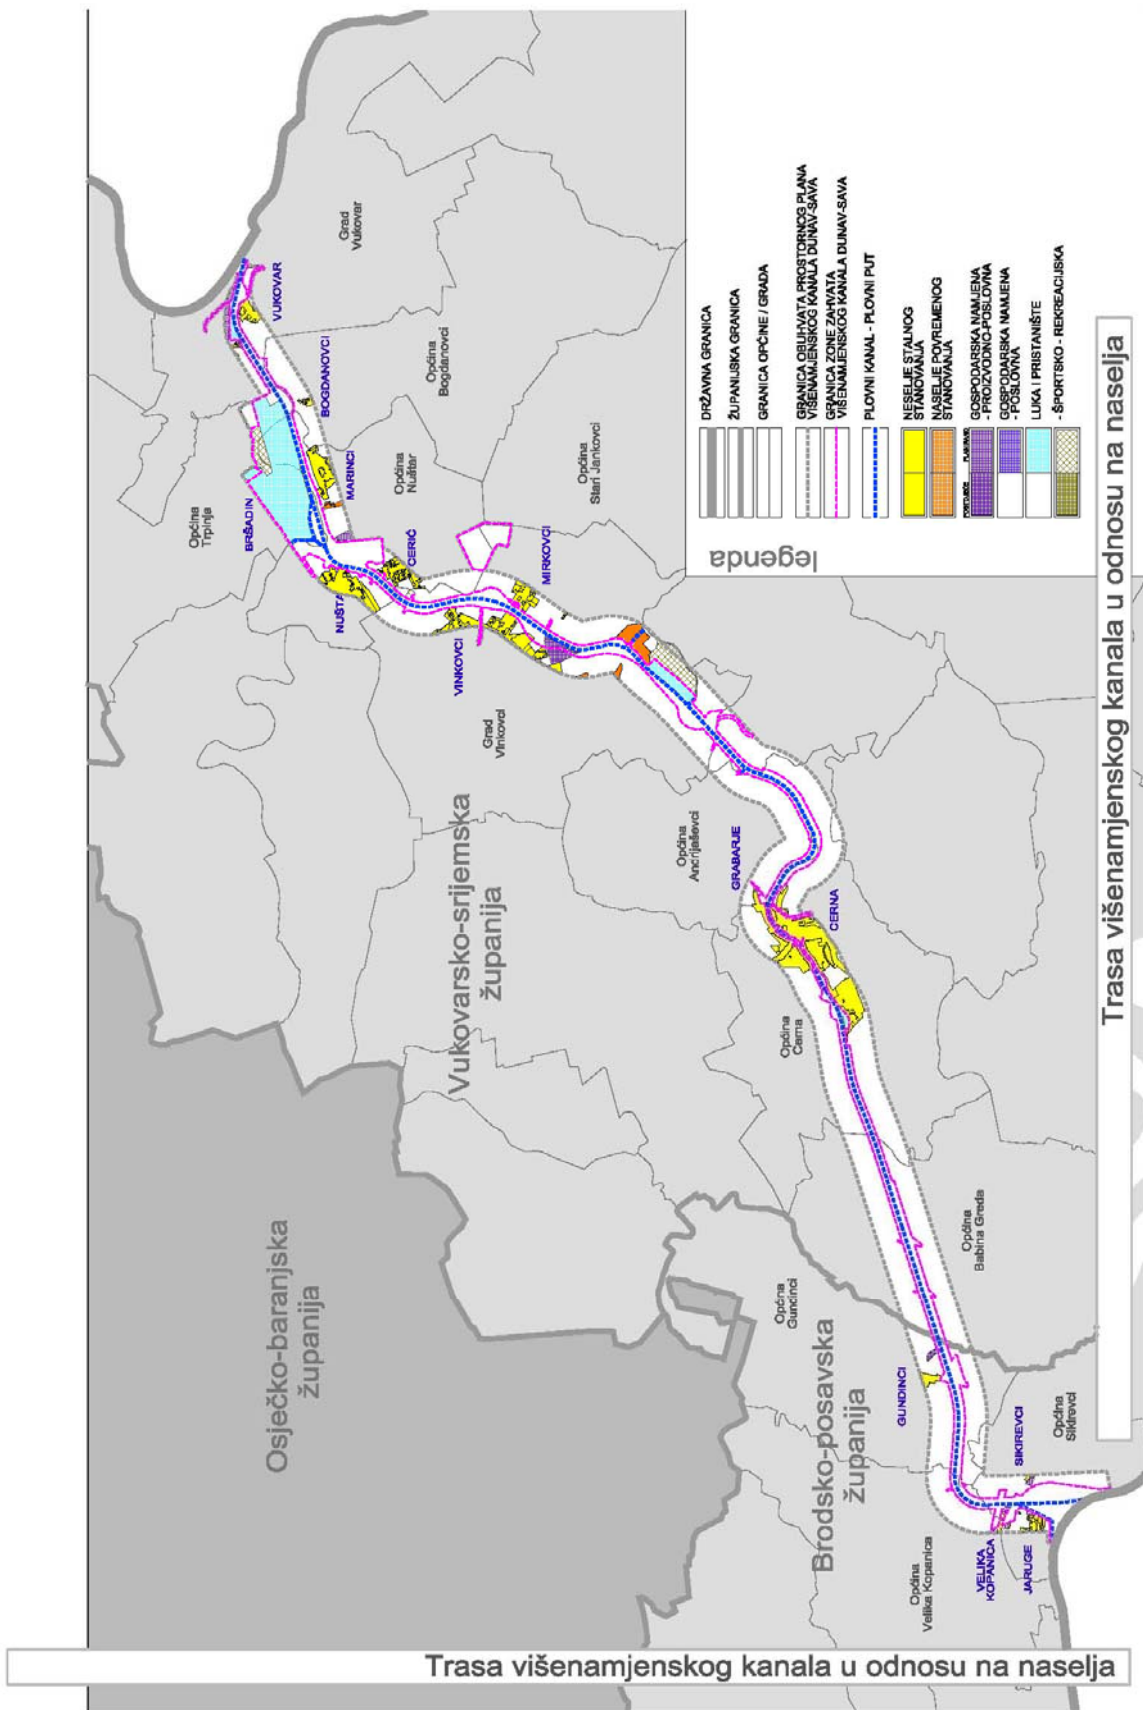 Trasa višenamjenskog kanala u odnosu na naselja
Osječko-baranjska
županija
Vukovarsko-srijemska
županija
Brodsko-posavska
županija
Grad
Vukovar
VUKOVAR
BOGDANOVCI
Općina
Bogdanovci
MARINCI
Općina
Nuštar
BRŠADIN
Općina
Trpinja
NUŠTA
CERIĆ
Općina
Stari Jankovci
MIRKOVCI
VINKOVCI
Grad
Vinkovci
Općina
Andrijaševci
GRABARJE
CERNA
Općina
Cerna
Općina
Babina Greda
Općina
Gundinci
GUNDINCI
SIKIREVCI
Općina
Sikirevci
Općina
Velika Kopanica
VELIKA
KOPANICA
JARUGE
legenda
DRŽAVNA GRANICA
ŽUPANIJSKA GRANICA
GRANICA OPĆINE / GRADA
GRANICA OBUHVATA PROSTORNOG PLANA
VIŠENAMJENSKOG KANALA DUNAV-SAVA
GRANICA ZONE ZAHVATA
VIŠENAMJENSKOG KANALA DUNAV-SAVA
PLOVNI KANAL - PLOVNI PUT
NESELJE STALNOG
STANOVANJA
NASELJE POVREMENOG
STANOVANJA
POSTOJEĆE PLANIRANO
GOSPODARSKA NAMJENA
- PROIZVODNO-POSLOVNA
GOSPODARSKA NAMJENA
- POSLOVNA
LUKA I PRISTANIŠTE
- ŠPORTSKO - REKREACIJSKA
Trasa višenamjenskog kanala u odnosu na naselja